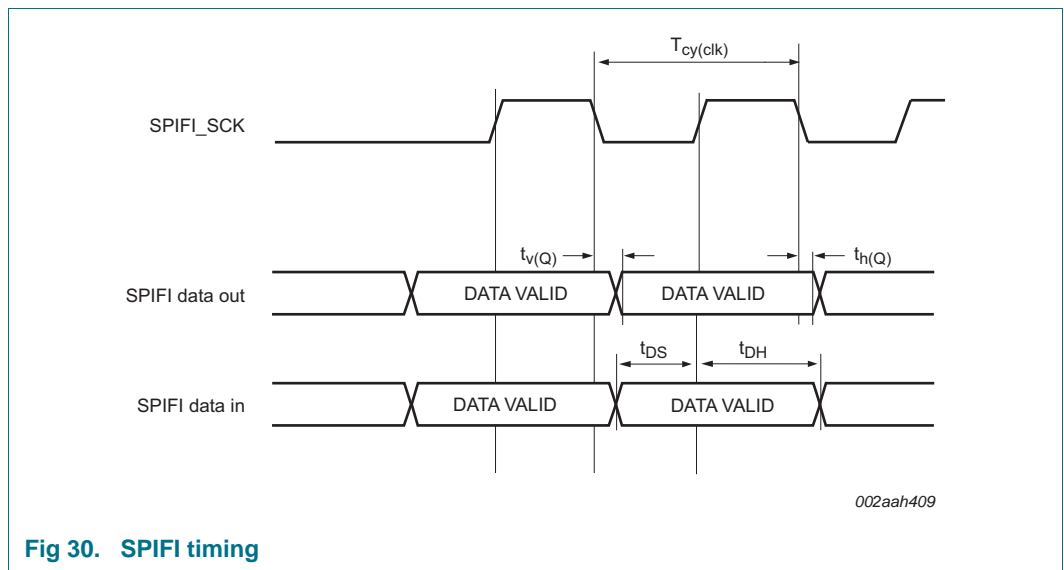 Tcy(clk)
SPIFI_SCK
tv(Q)
th(Q)
SPIFI data out
DATA VALID
DATA VALID
tDS
tDH
SPIFI data in
DATA VALID
DATA VALID
002aah409
Fig 30. SPIFI timing